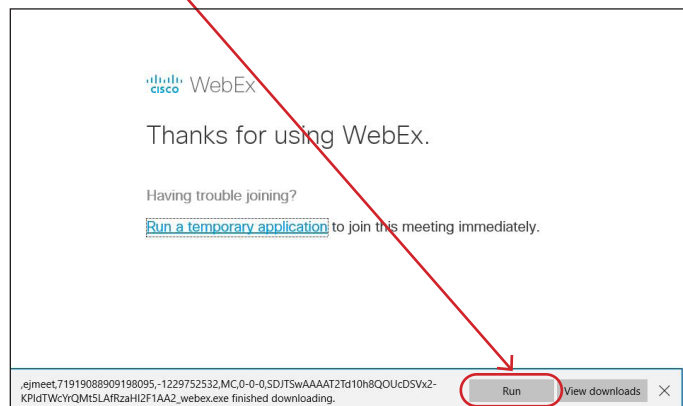 CISCO WebEx
Thanks for using WebEx.
Having trouble joining?
Run a temporary application to join this meeting immediately.
,ejmeet,71919088909198095,-1229752532,MC,0-0-0,SDJTSwAAAAT2Td10h8QOUcDSVx2-
KPIdTWcYrQMt5LAfRzaHI2F1AA2_webex.exe finished downloading.
Run
View downloads